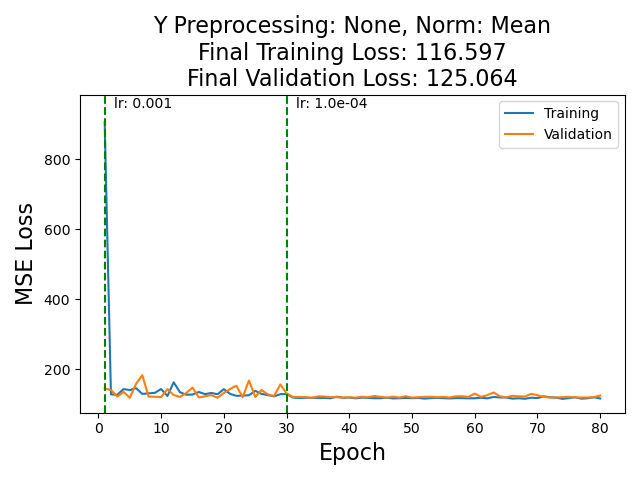 Y Preprocessing: None, Norm: Mean
Final Training Loss: 116.597
Final Validation Loss: 125.064
lr: 0.001
lr: 1.0e-04
Training
Validation
MSE Loss
800
600
400
200
0
10
20
30
40
50
60
70
80
Epoch